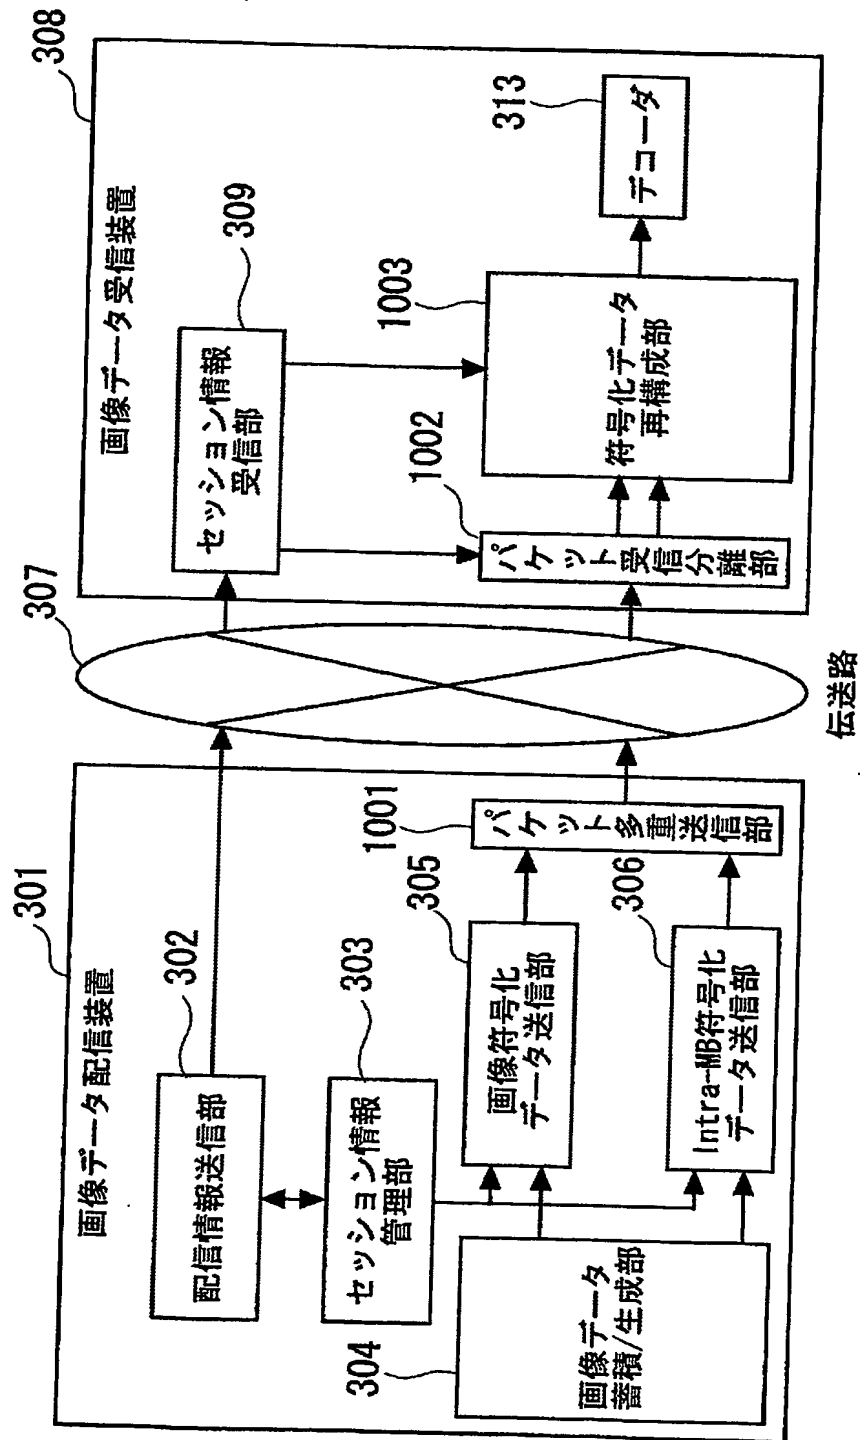 301
画像データ配信装置
302
配信情報送信部
303
セッション情報
管理部
304
画像データ
蓄積/生成部
305
画像符号化
データ送信部
306
Intra-MB符号化
データ送信部
1001
パケット多重送信部
307
伝送路
308
画像データ受信装置
309
セッション情報
受信部
1002
パケット受信分離部
1003
符号化データ
再構成部
313
デコーダ